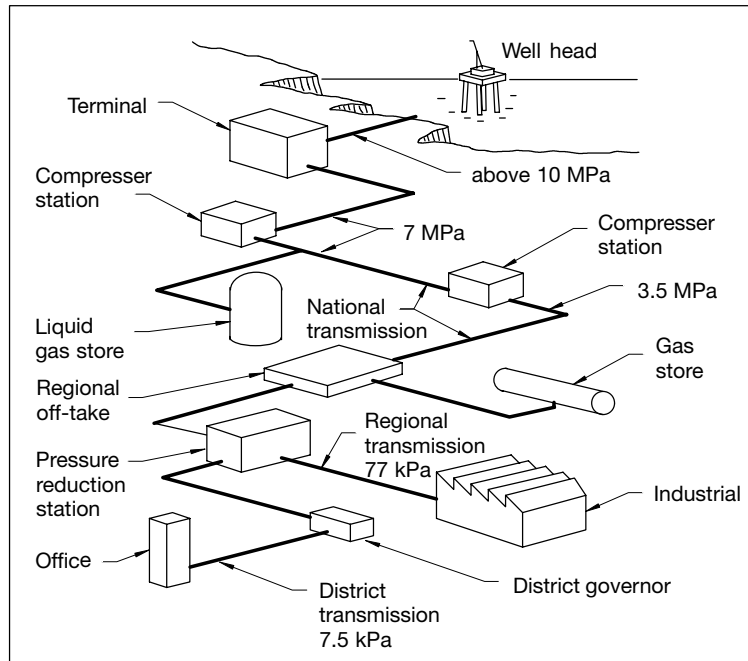 Well head
Terminal
above 10 MPa
Compresser
station
7 MPa
Compresser
station
3.5 MPa
National
transmission
Liquid
gas store
Gas
store
Regional
off-take
Regional
transmission
77 kPa
Pressure
reduction
station
Industrial
Office
District governor
District
transmission
7.5 kPa